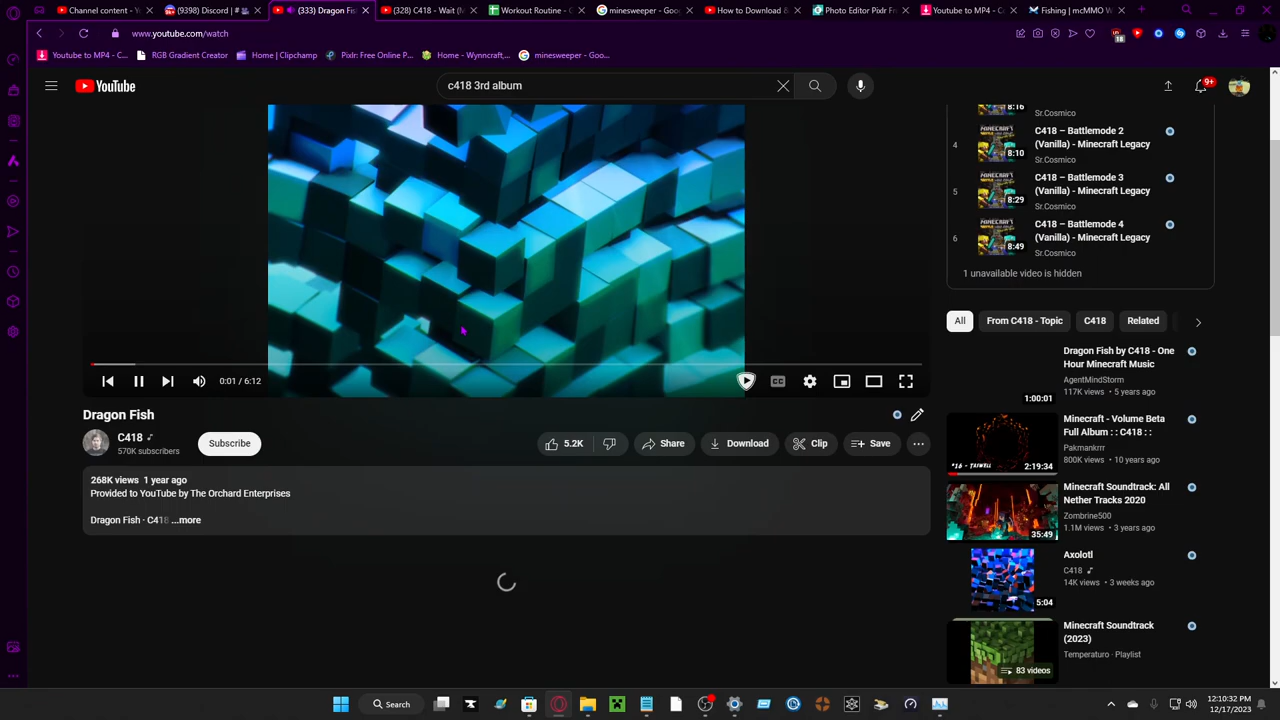 Channel content - Y
(9398) Discord | #
(333) Dragon Fis
(328) C418 - Wait (M
Workout Routine -
minesweeper - Goog
How to Download &
Photo Editor Pixlr
Youtube to MP4 - C
Fishing | mcMMO W
www.youtube.com/watch
18
Youtube to MP4 - C...
RGB Gradient Creator
Home | Clipchamp
Pixlr: Free Online P...
Home - Wynncraft,...
minesweeper - Goo...
YouTube
c418 3rd album
9+
8:16
Sr.Cosmico
4
C418 – Battlemode 2
(Vanilla) - Minecraft Legacy
8:10
Sr.Cosmico
5
C418 – Battlemode 3
(Vanilla) - Minecraft Legacy
8:29
Sr.Cosmico
6
C418 – Battlemode 4
(Vanilla) - Minecraft Legacy
8:49
Sr.Cosmico
1 unavailable video is hidden
All
From C418 - Topic
C418
Related
0:01 / 6:12
Dragon Fish
C418
570K subscribers
Subscribe
5.2K
Share
Download
Clip
Save
268K views 1 year ago
Provided to YouTube by The Orchard Enterprises
Dragon Fish · C418 ...more
Dragon Fish by C418 - One
Hour Minecraft Music
AgentMindStorm
117K views • 5 years ago
1:00:01
Minecraft - Volume Beta
Full Album : : C418 : :
Pakmankrrr
800K views • 10 years ago
#16 - TASWELL
2:19:34
Minecraft Soundtrack: All
Nether Tracks 2020
Zombrine500
1.1M views • 3 years ago
35:49
Axolotl
C418
14K views • 3 weeks ago
5:04
Minecraft Soundtrack
(2023)
Temperaturo · Playlist
83 videos
Search
12:10:32 PM
12/17/2023